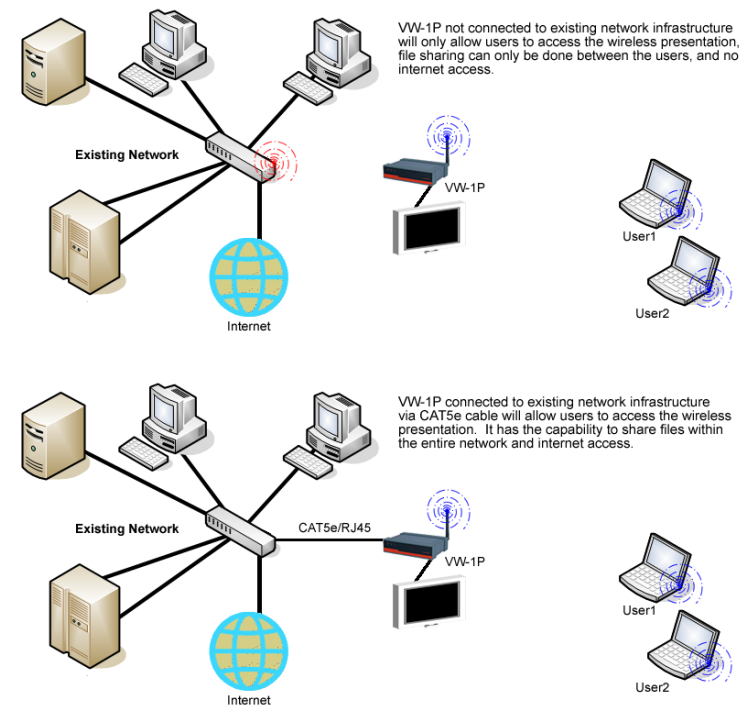 VW-1P not connected to existing network infrastructure
will only allow users to access the wireless presentation,
file sharing can only be done between the users, and no
internet access.
Existing Network
VW-1P
User1
User2
Internet
VW-1P connected to existing network infrastructure
via CAT5e cable will allow users to access the wireless
presentation.  It has the capability to share files within
the entire network and internet access.
Existing Network
CAT5e/RJ45
VW-1P
User1
User2
Internet